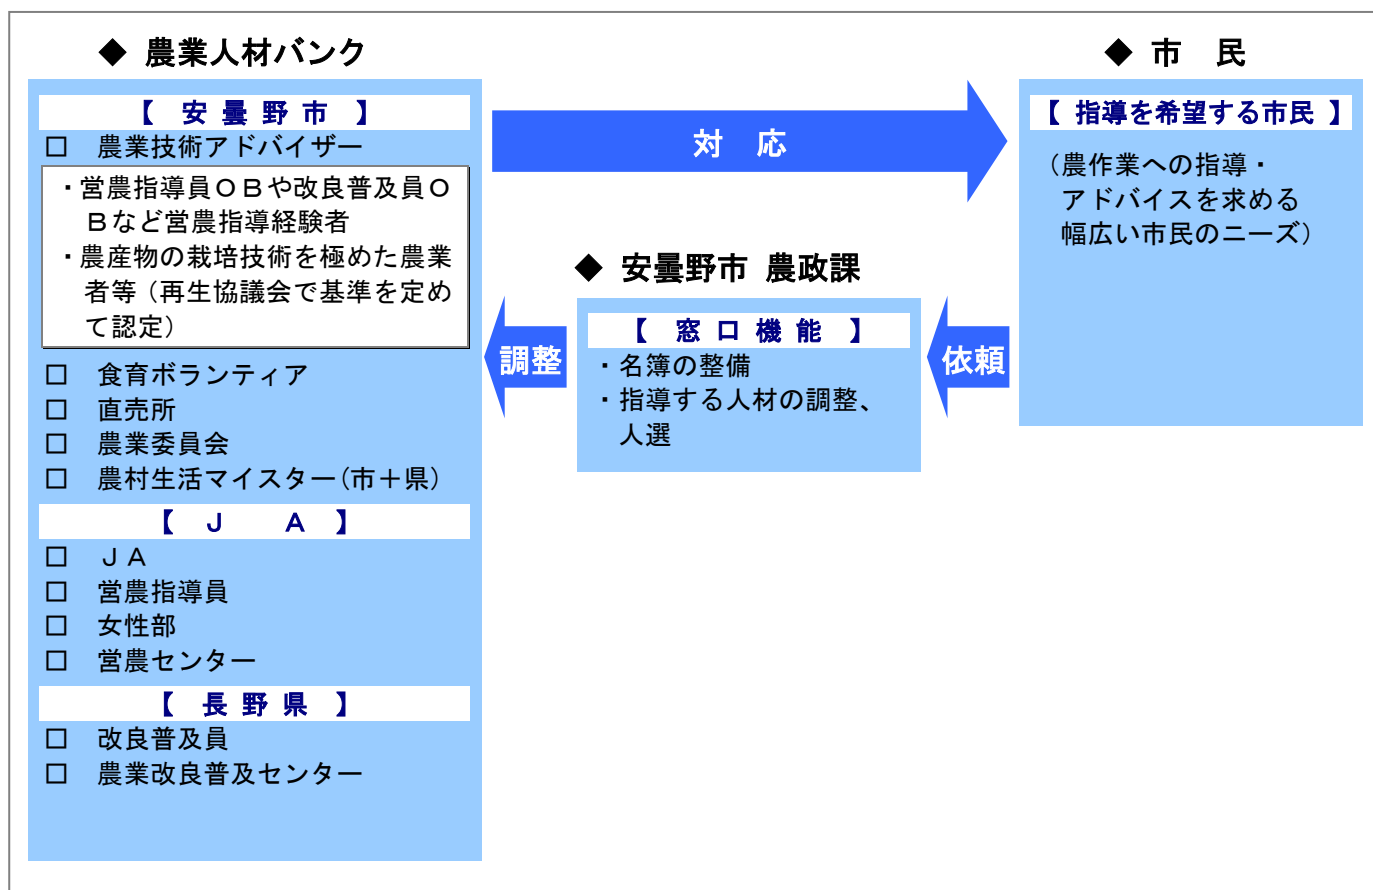 ◆ 農業人材バンク
【 安 曇 野 市 】
□ 農業技術アドバイザー
・営農指導員ＯＢや改良普及員Ｏ
Ｂなど営農指導経験者
・農産物の栽培技術を極めた農業
者等（再生協議会で基準を定め
て認定）
□ 食育ボランティア
□ 直売所
□ 農業委員会
□ 農村生活マイスター（市＋県）
【 Ｊ Ａ 】
□ ＪＡ
□ 営農指導員
□ 女性部
□ 営農センター
【 長 野 県 】
□ 改良普及員
□ 農業改良普及センター
対 応
調整
◆ 安曇野市 農政課
【 窓 口 機 能 】
・名簿の整備
・指導する人材の調整、
人選
依頼
◆ 市 民
【 指導を希望する市民 】
（農作業への指導・
アドバイスを求める
幅広い市民のニーズ）